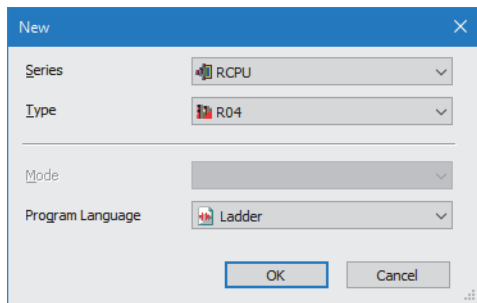 New
Series RCPU
Type R04
Mode
Program Language Ladder
OK Cancel